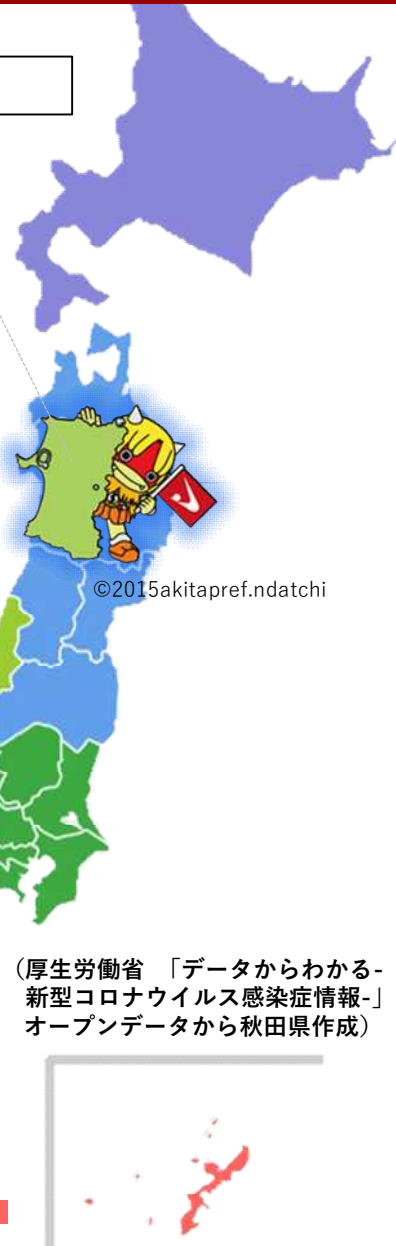 ©2015akitapref.ndatchi
(厚生労働省　「データからわかる-
新型コロナウイルス感染症情報-」
オープンデータから秋田県作成)